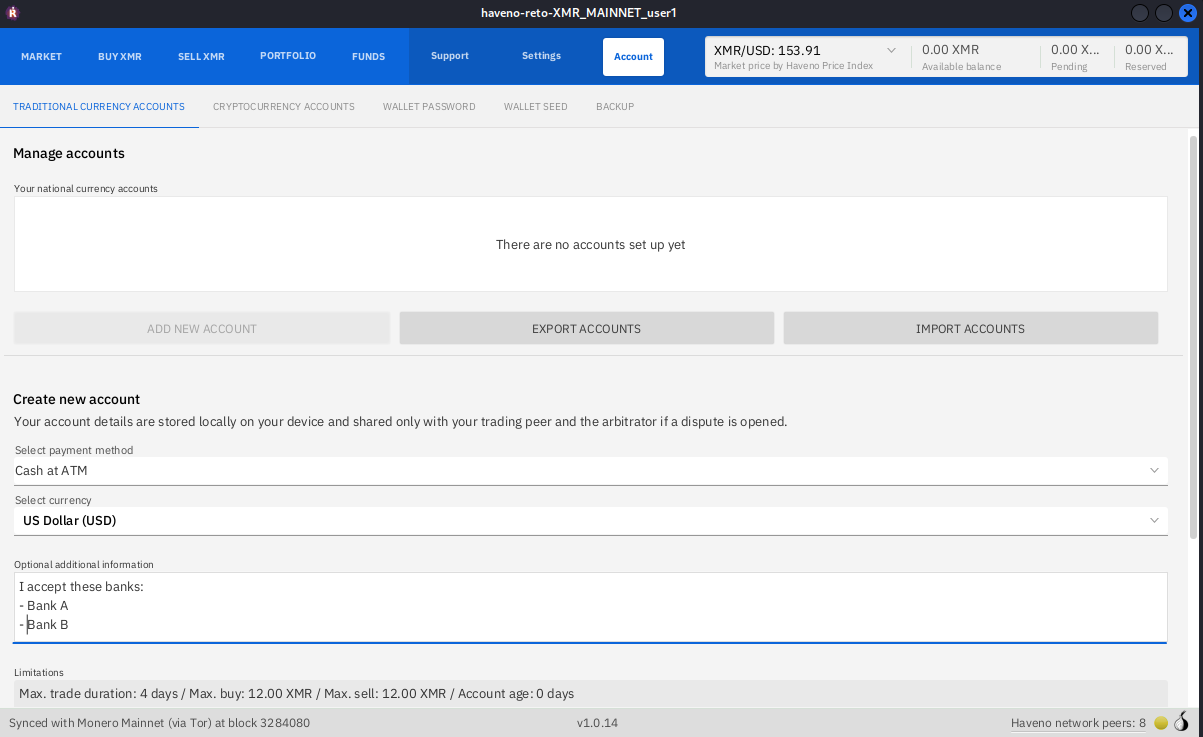 haveno-reto-XMR_MAINNET_user1
MARKET BUY XMR SELL XMR PORTFOLIO FUNDS Support Settings Account
XMR/USD: 153.91 0.00 XMR 0.00 X... 0.00 X...
Market price by Haveno Price Index Available balance Pending Reserved
TRADITIONAL CURRENCY ACCOUNTS CRYPTOCURRENCY ACCOUNTS WALLET PASSWORD WALLET SEED BACKUP
Manage accounts
Your national currency accounts
There are no accounts set up yet
ADD NEW ACCOUNT EXPORT ACCOUNTS IMPORT ACCOUNTS
Create new account
Your account details are stored locally on your device and shared only with your trading peer and the arbitrator if a dispute is opened.
Select payment method
Cash at ATM
Select currency
US Dollar (USD)
Optional additional information
I accept these banks:
- Bank A
- Bank B
Limitations
Max. trade duration: 4 days / Max. buy: 12.00 XMR / Max. sell: 12.00 XMR / Account age: 0 days
Synced with Monero Mainnet (via Tor) at block 3284080 v1.0.14 Haveno network peers: 8